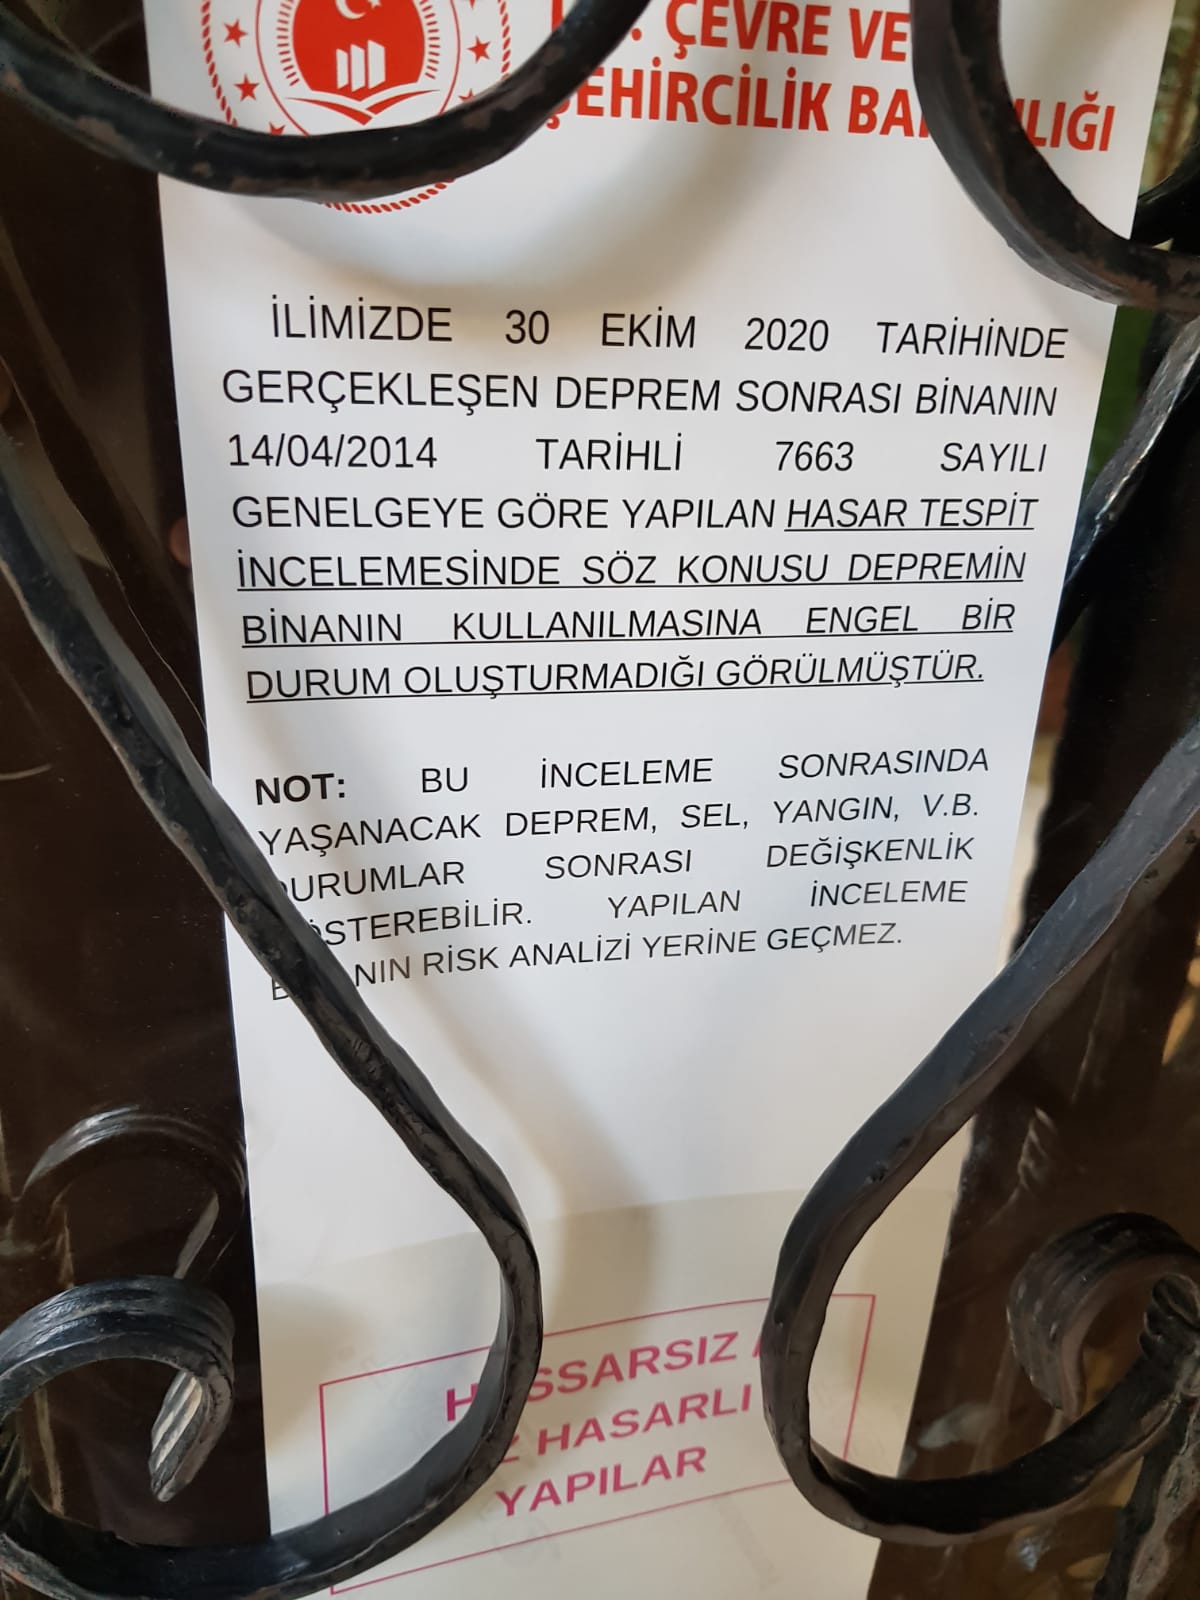 ÇEVRE VE
ŞEHİRCİLİK
İLİMİZDE 30 EKİM 2020 TARİHİNDE
GERÇEKLEŞEN DEPREM SONRASI BİNANIN
14/04/2014 TARİHLİ 7663 SAYILI
GENELGEYE GÖRE YAPILAN HASAR TESPİT
İNCELEMESİNDE SÖZ KONUSU DEPREMİN
BİNANIN KULLANILMASINA ENGEL BİR
DURUM OLUŞTURMADIĞI GÖRÜLMÜŞTÜR.
NOT: BU İNCELEME SONRASINDA
YAŞANACAK DEPREM, SEL, YANGIN, V.B.
DURUMLAR SONRASI DEĞİŞKENLİK
GÖSTEREBİLİR. YAPILAN İNCELEME
RİSK ANALİZİ YERİNE GEÇMEZ.
HASARLI
YAPILAR